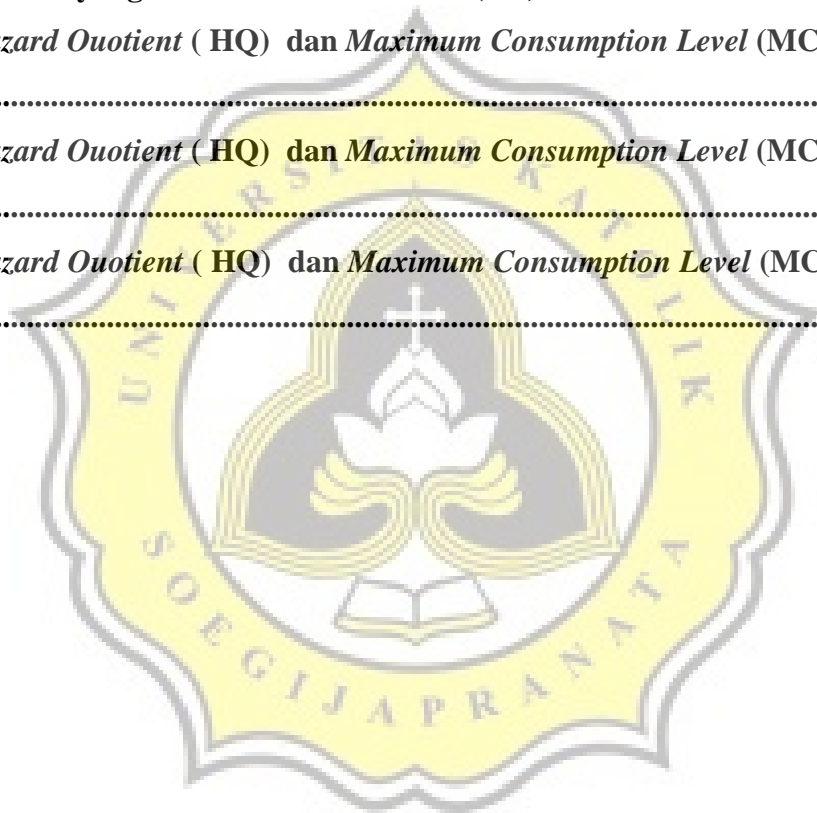 zard Ouotient ( HQ) dan Maximum Consumption Level (MC
...............................................................................................................
zard Ouotient ( HQ) dan Maximum Consumption Level (MC
...............................................................................................................
zard Ouotient ( HQ) dan Maximum Consumption Level (MC
...............................................................................................................
UNIVERSITAS KATOLIK
SOEGIJAPRANATA